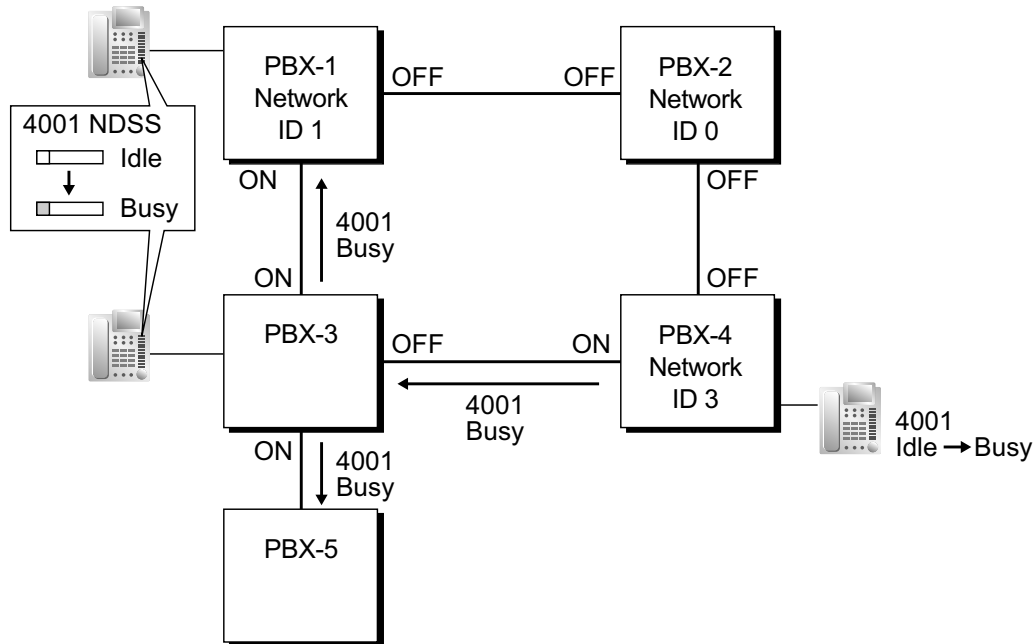 PBX-1
Network
ID 1
OFF
OFF
PBX-2
Network
ID 0
4001 NDSS
Idle
Busy
ON
OFF
4001
Busy
ON
OFF
PBX-3
OFF
ON
PBX-4
Network
ID 3
4001
Busy
4001
Idle
Busy
ON
4001
Busy
PBX-5